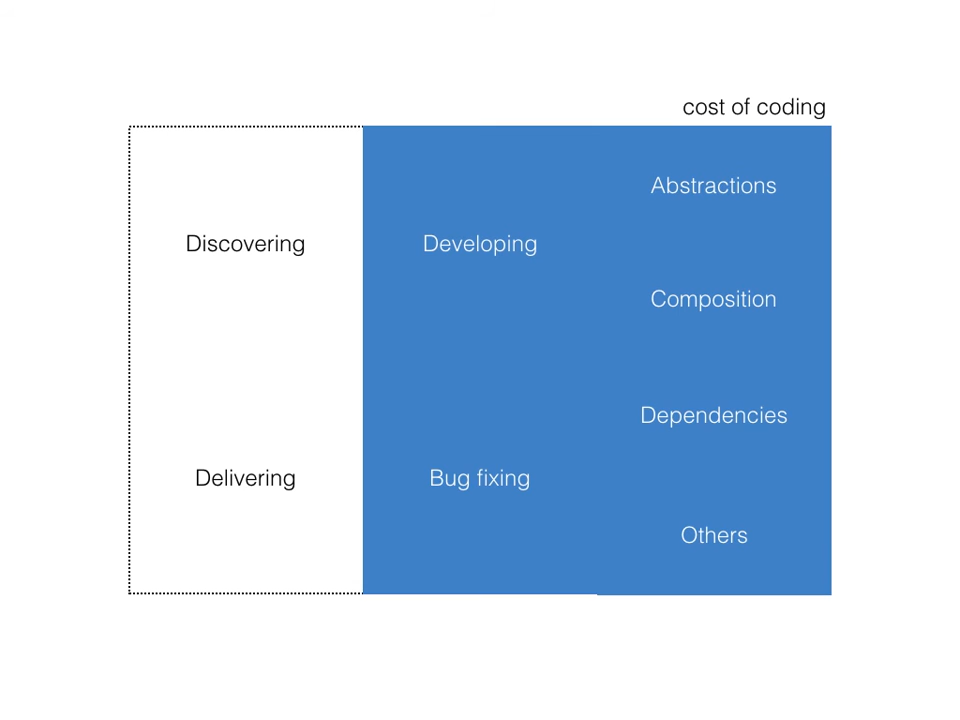 cost of coding
Abstractions
Discovering
Developing
Composition
Dependencies
Delivering
Bug fixing
Others